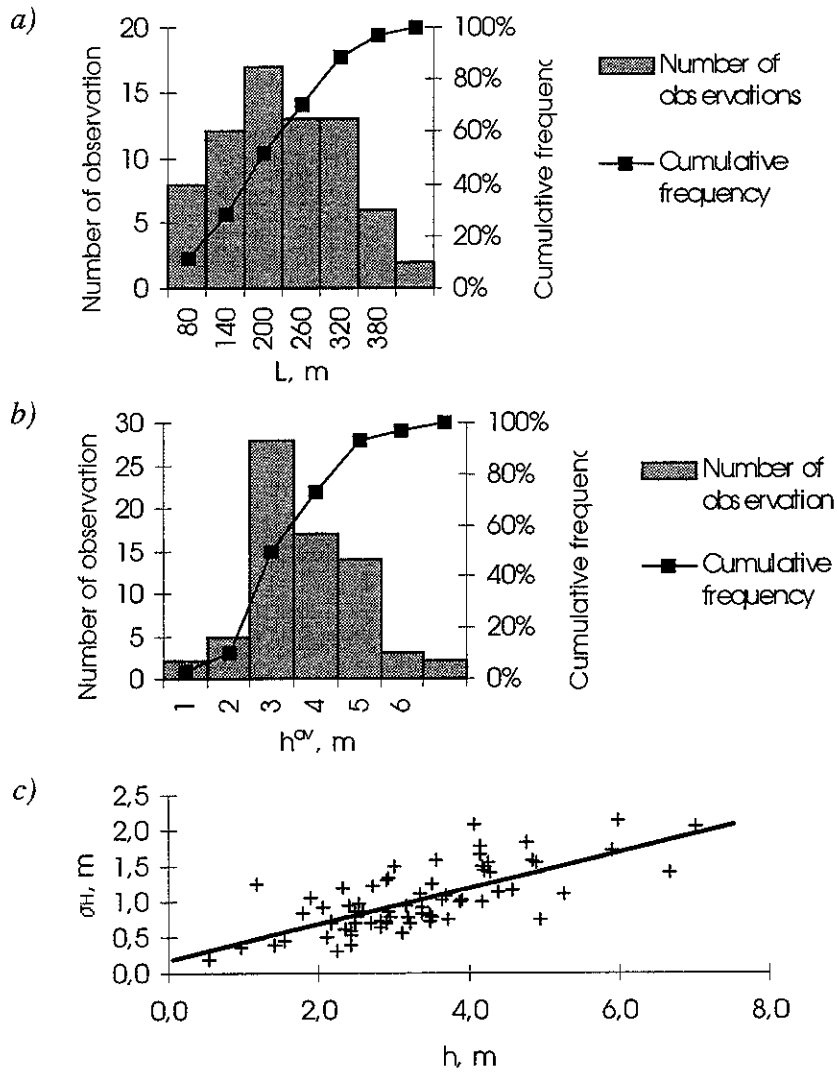 a)
20
15
10
5
0
Number of observation
100%
80%
60%
40%
20%
0%
Cumulative frequenc
80
140
200
260
320
380
L, m
Number of
observations
Cumulative
frequency
b)
30
25
20
15
10
5
0
Number of observation
100%
80%
60%
40%
20%
0%
Cumulative frequenc
1
2
3
4
5
6
h^av, m
Number of
observation
Cumulative
frequency
c)
2,5
2,0
1,5
1,0
0,5
0,0
σH, m
0,0
2,0
4,0
6,0
8,0
h, m